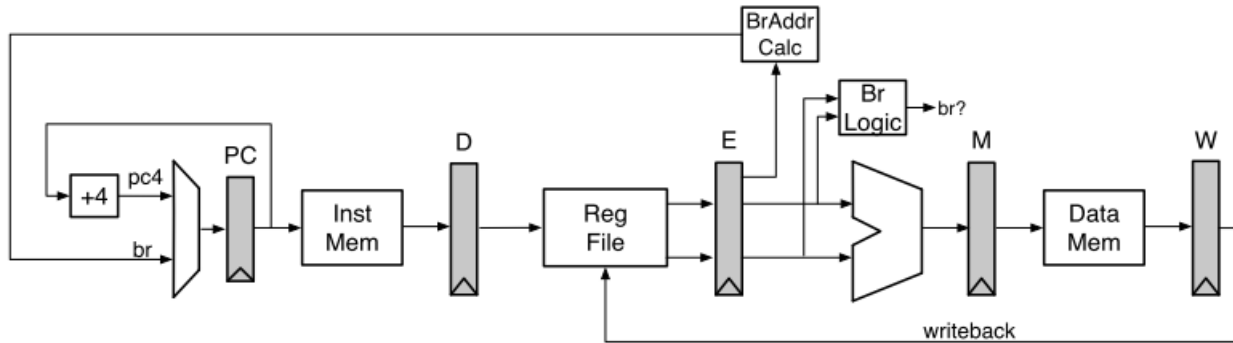 BrAddr
Calc
Br
Logic
br?
PC
D
E
M
W
+4
pc4
br
Inst
Mem
Reg
File
Data
Mem
writeback